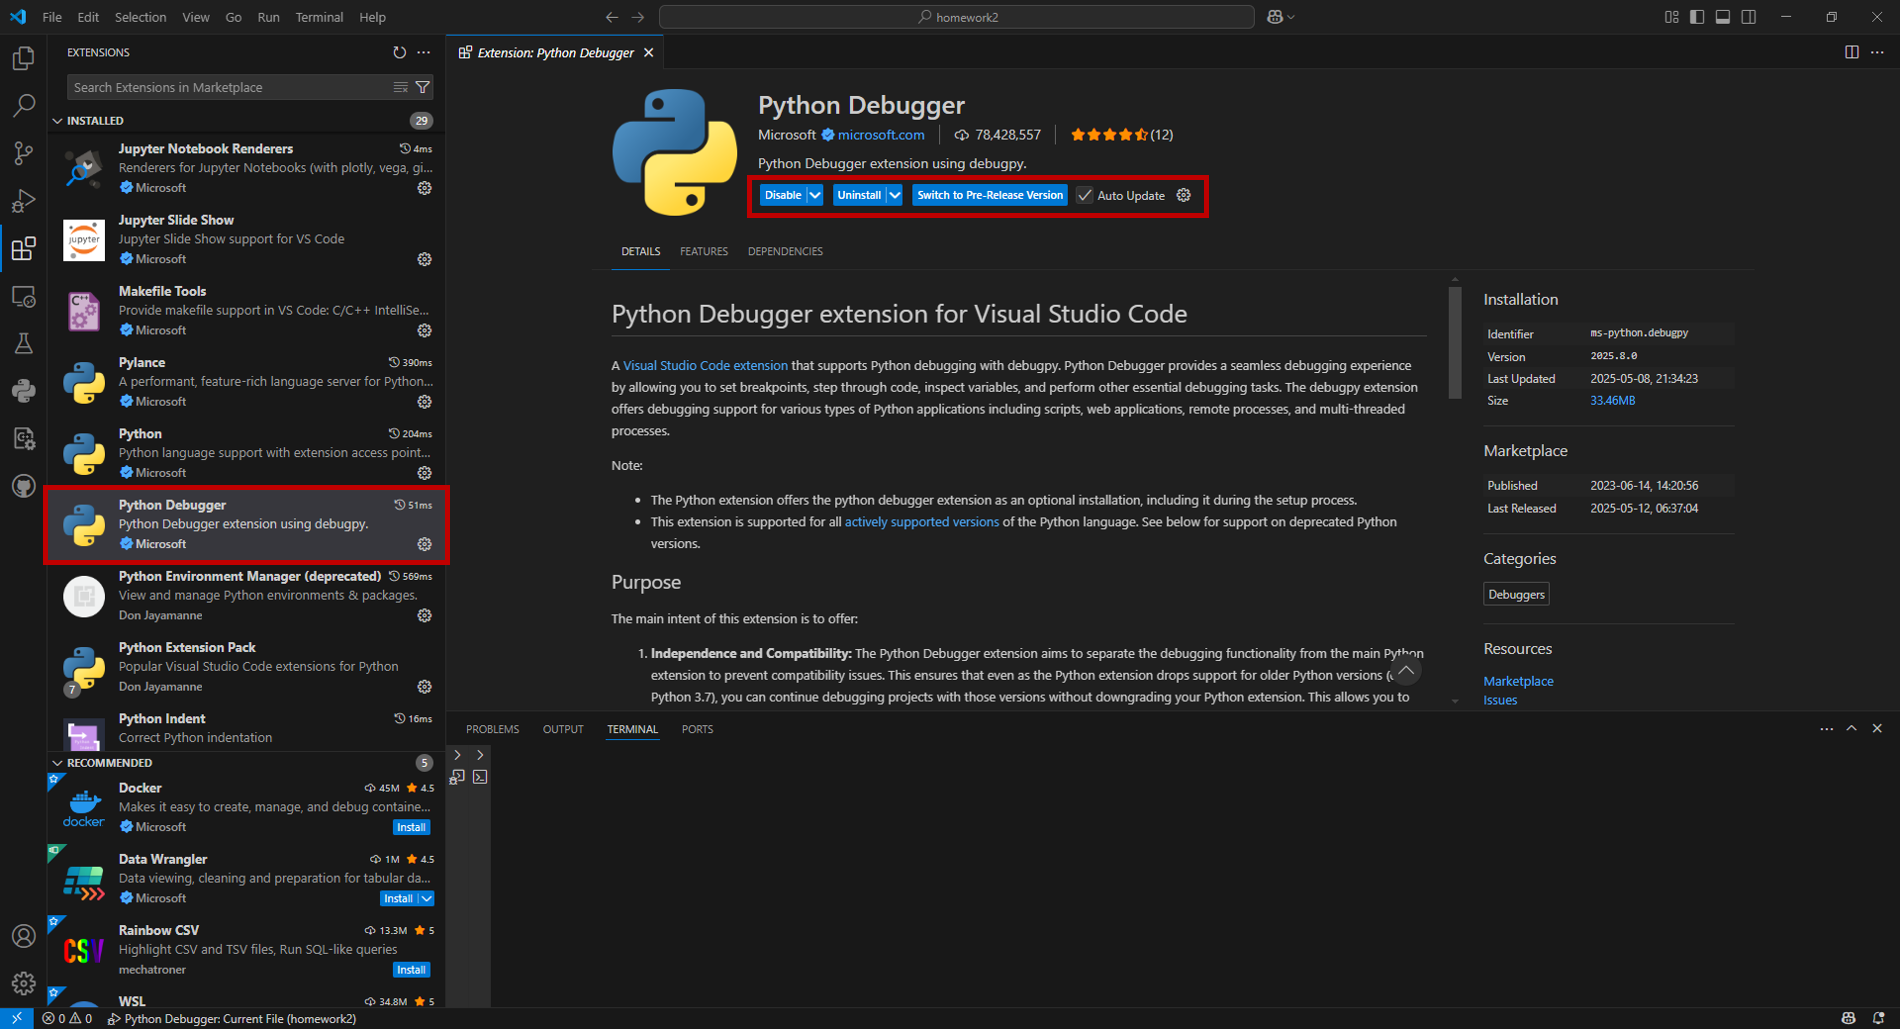 File Edit Selection View Go Run Terminal Help
homework2
EXTENSIONS
Search Extensions in Marketplace
INSTALLED 29
Jupyter Notebook Renderers 4ms
Renderers for Jupyter Notebooks (with plotly, vega, gi...
Microsoft
Jupyter Slide Show
Jupyter Slide Show support for VS Code
Microsoft
jupyter
Makefile Tools
Provide makefile support in VS Code: C/C++ IntelliSe...
Microsoft
C++
Pylance 390ms
A performant, feature-rich language server for Python...
Microsoft
Python 204ms
Python language support with extension access point...
Microsoft
Python Debugger 51ms
Python Debugger extension using debugpy.
Microsoft
Python Environment Manager (deprecated) 569ms
View and manage Python environments & packages.
Don Jayamanne
Python Extension Pack
Popular Visual Studio Code extensions for Python
Don Jayamanne
7
Python Indent 16ms
Correct Python indentation
RECOMMENDED 5
Docker 45M 4.5
Makes it easy to create, manage, and debug containe...
Microsoft Install
docker
Data Wrangler 1M 4.5
Data viewing, cleaning and preparation for tabular da...
Microsoft Install
Rainbow CSV 13.3M 5
Highlight CSV and TSV files, Run SQL-like queries
mechatroner Install
CSV
WSL 34.8M 5
Extension: Python Debugger
Python Debugger
Microsoft microsoft.com 78,428,557 (12)
Python Debugger extension using debugpy.
Disable Uninstall Switch to Pre-Release Version Auto Update
DETAILS FEATURES DEPENDENCIES
Python Debugger extension for Visual Studio Code
A Visual Studio Code extension that supports Python debugging with debugpy. Python Debugger provides a seamless debugging experience
by allowing you to set breakpoints, step through code, inspect variables, and perform other essential debugging tasks. The debugpy extension
offers debugging support for various types of Python applications including scripts, web applications, remote processes, and multi-threaded
processes.
Note:
• The Python extension offers the python debugger extension as an optional installation, including it during the setup process.
• This extension is supported for all actively supported versions of the Python language. See below for support on deprecated Python
versions.
Purpose
The main intent of this extension is to offer:
1. Independence and Compatibility: The Python Debugger extension aims to separate the debugging functionality from the main Python
extension to prevent compatibility issues. This ensures that even as the Python extension drops support for older Python versions (
Python 3.7), you can continue debugging projects with those versions without downgrading your Python extension. This allows you to
Installation
Identifier ms-python.debugpy
Version 2025.8.0
Last Updated 2025-05-08, 21:34:23
Size 33.46MB
Marketplace
Published 2023-06-14, 14:20:56
Last Released 2025-05-12, 06:37:04
Categories
Debuggers
Resources
Marketplace
Issues
PROBLEMS OUTPUT TERMINAL PORTS
0 0 Python Debugger: Current File (homework2)